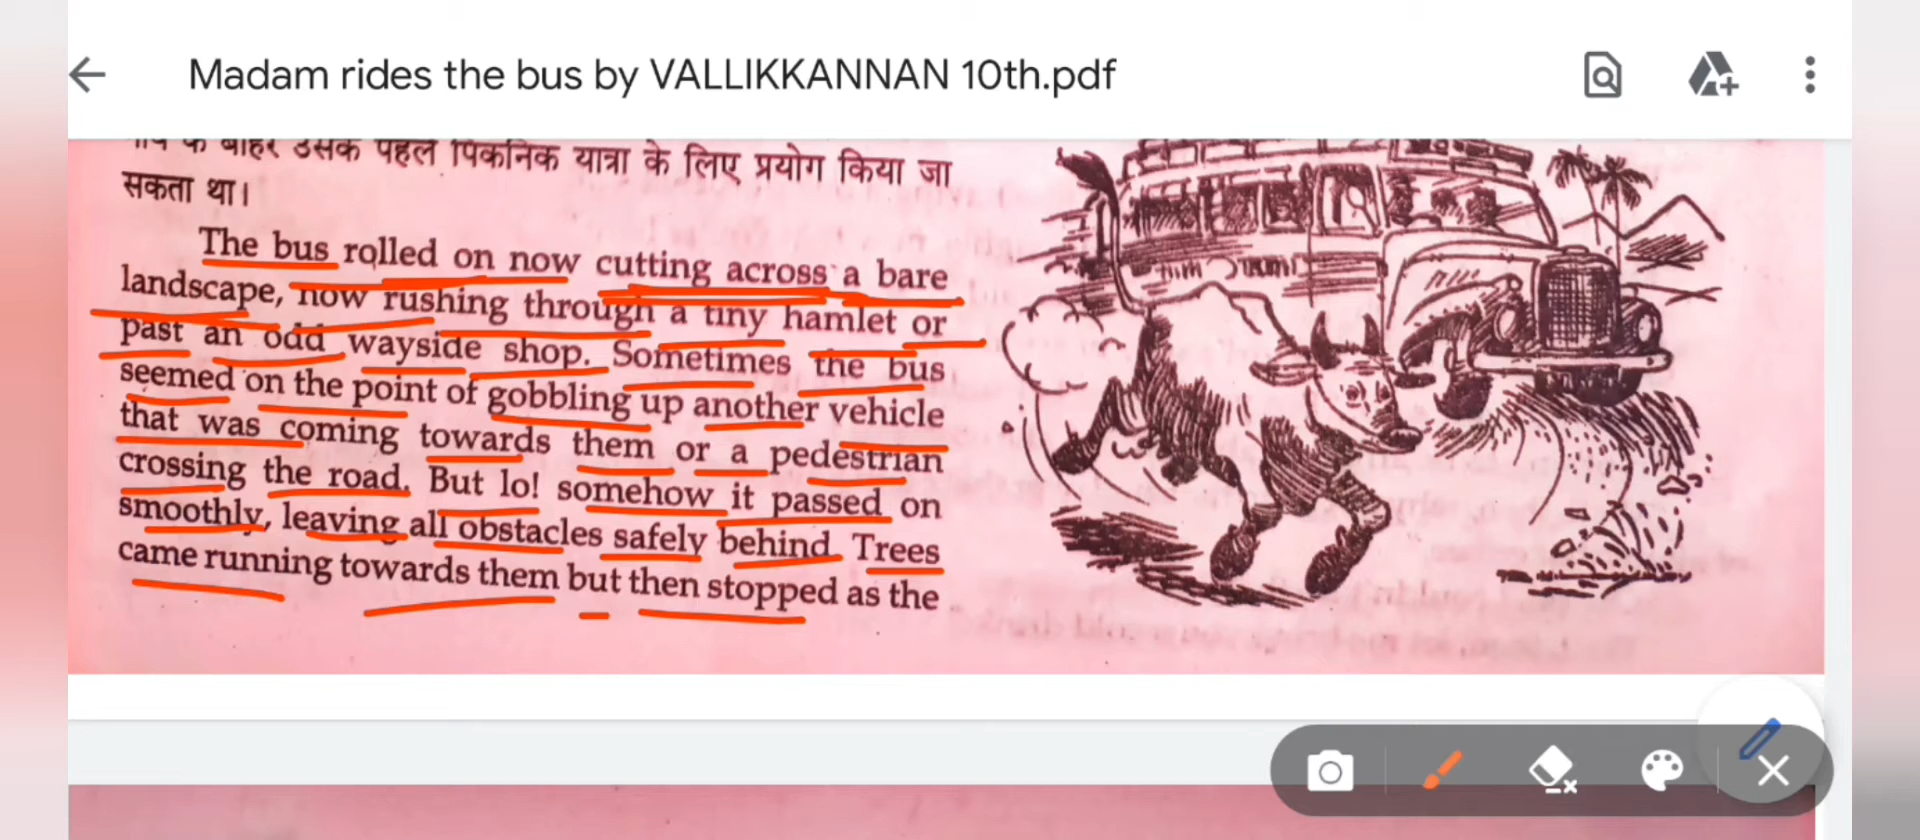 Madam rides the bus by VALLIKKANNAN 10th.pdf
के बाहर उसके पहले पिकनिक यात्रा के लिए प्रयोग किया जा
सकता था।
The bus rolled on now cutting across a bare
landscape, now rushing through a tiny hamlet or
past an odd wayside shop. Sometimes the bus
seemed on the point of gobbling up another vehicle
that was coming towards them or a pedestrian
crossing the road. But lo! somehow it passed on
smoothly, leaving all obstacles safely behind. Trees
came running towards them but then stopped as the